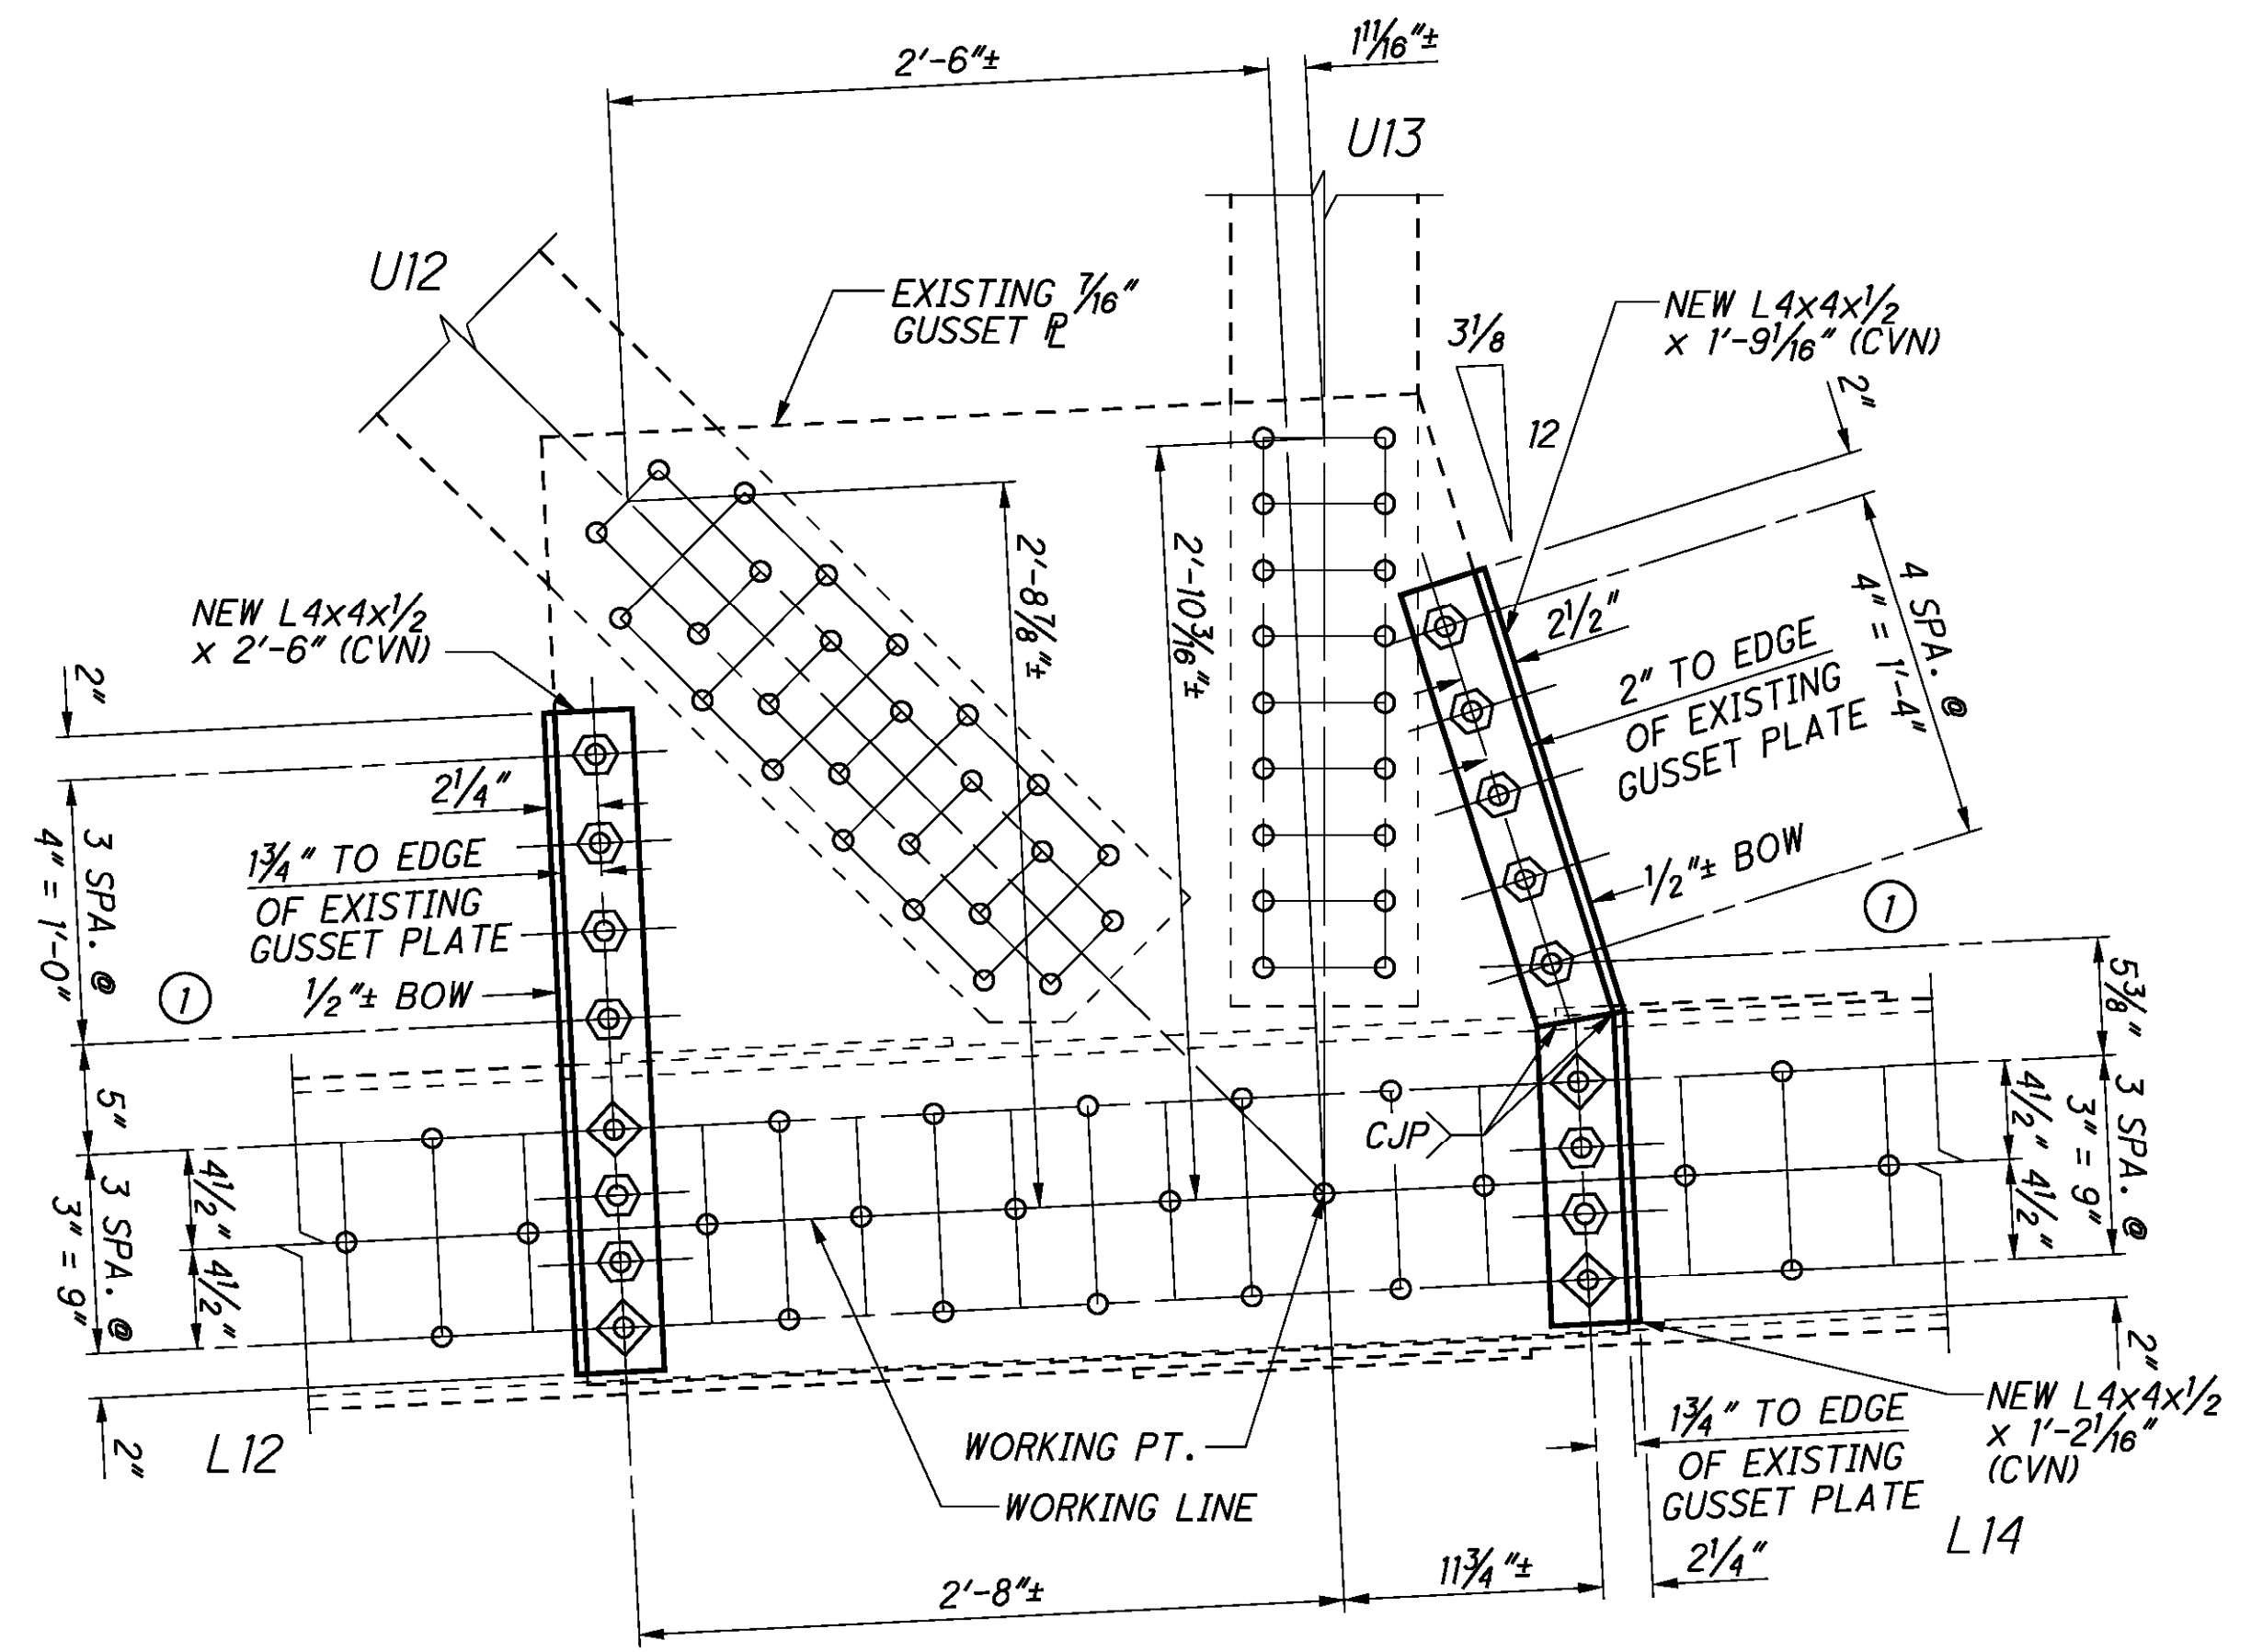 2'-6"±
1 11/16"±
U13
U12
EXISTING 7/16"
GUSSET ℙL
3 1/8
12
NEW L 4x4x1/2
x 1'-9 1/16" (CVN)
2"
4 SPA. @
4" = 1'-4"
2 1/2"
2" TO EDGE
OF EXISTING
GUSSET PLATE
1/2"± BOW
1
2'-8 7/8"±
2'-10 3/16"±
NEW L 4x4x1/2
x 2'-6" (CVN)
2"
2 1/4"
3 SPA. @
4" = 1'-0"
1 3/4" TO EDGE
OF EXISTING
GUSSET PLATE
1/2"± BOW
1
5"
4 1/2" 4 1/2"
3 SPA. @
3" = 9"
2"
L12
5 3/8"
3 SPA. @
3" = 9"
4 1/2" 4 1/2"
2"
CJP
WORKING PT.
WORKING LINE
NEW L 4x4x1/2
x 1'-2 1/16"
(CVN)
1 3/4" TO EDGE
OF EXISTING
GUSSET PLATE
L14
2 1/4"
11 3/4"±
2'-8"±